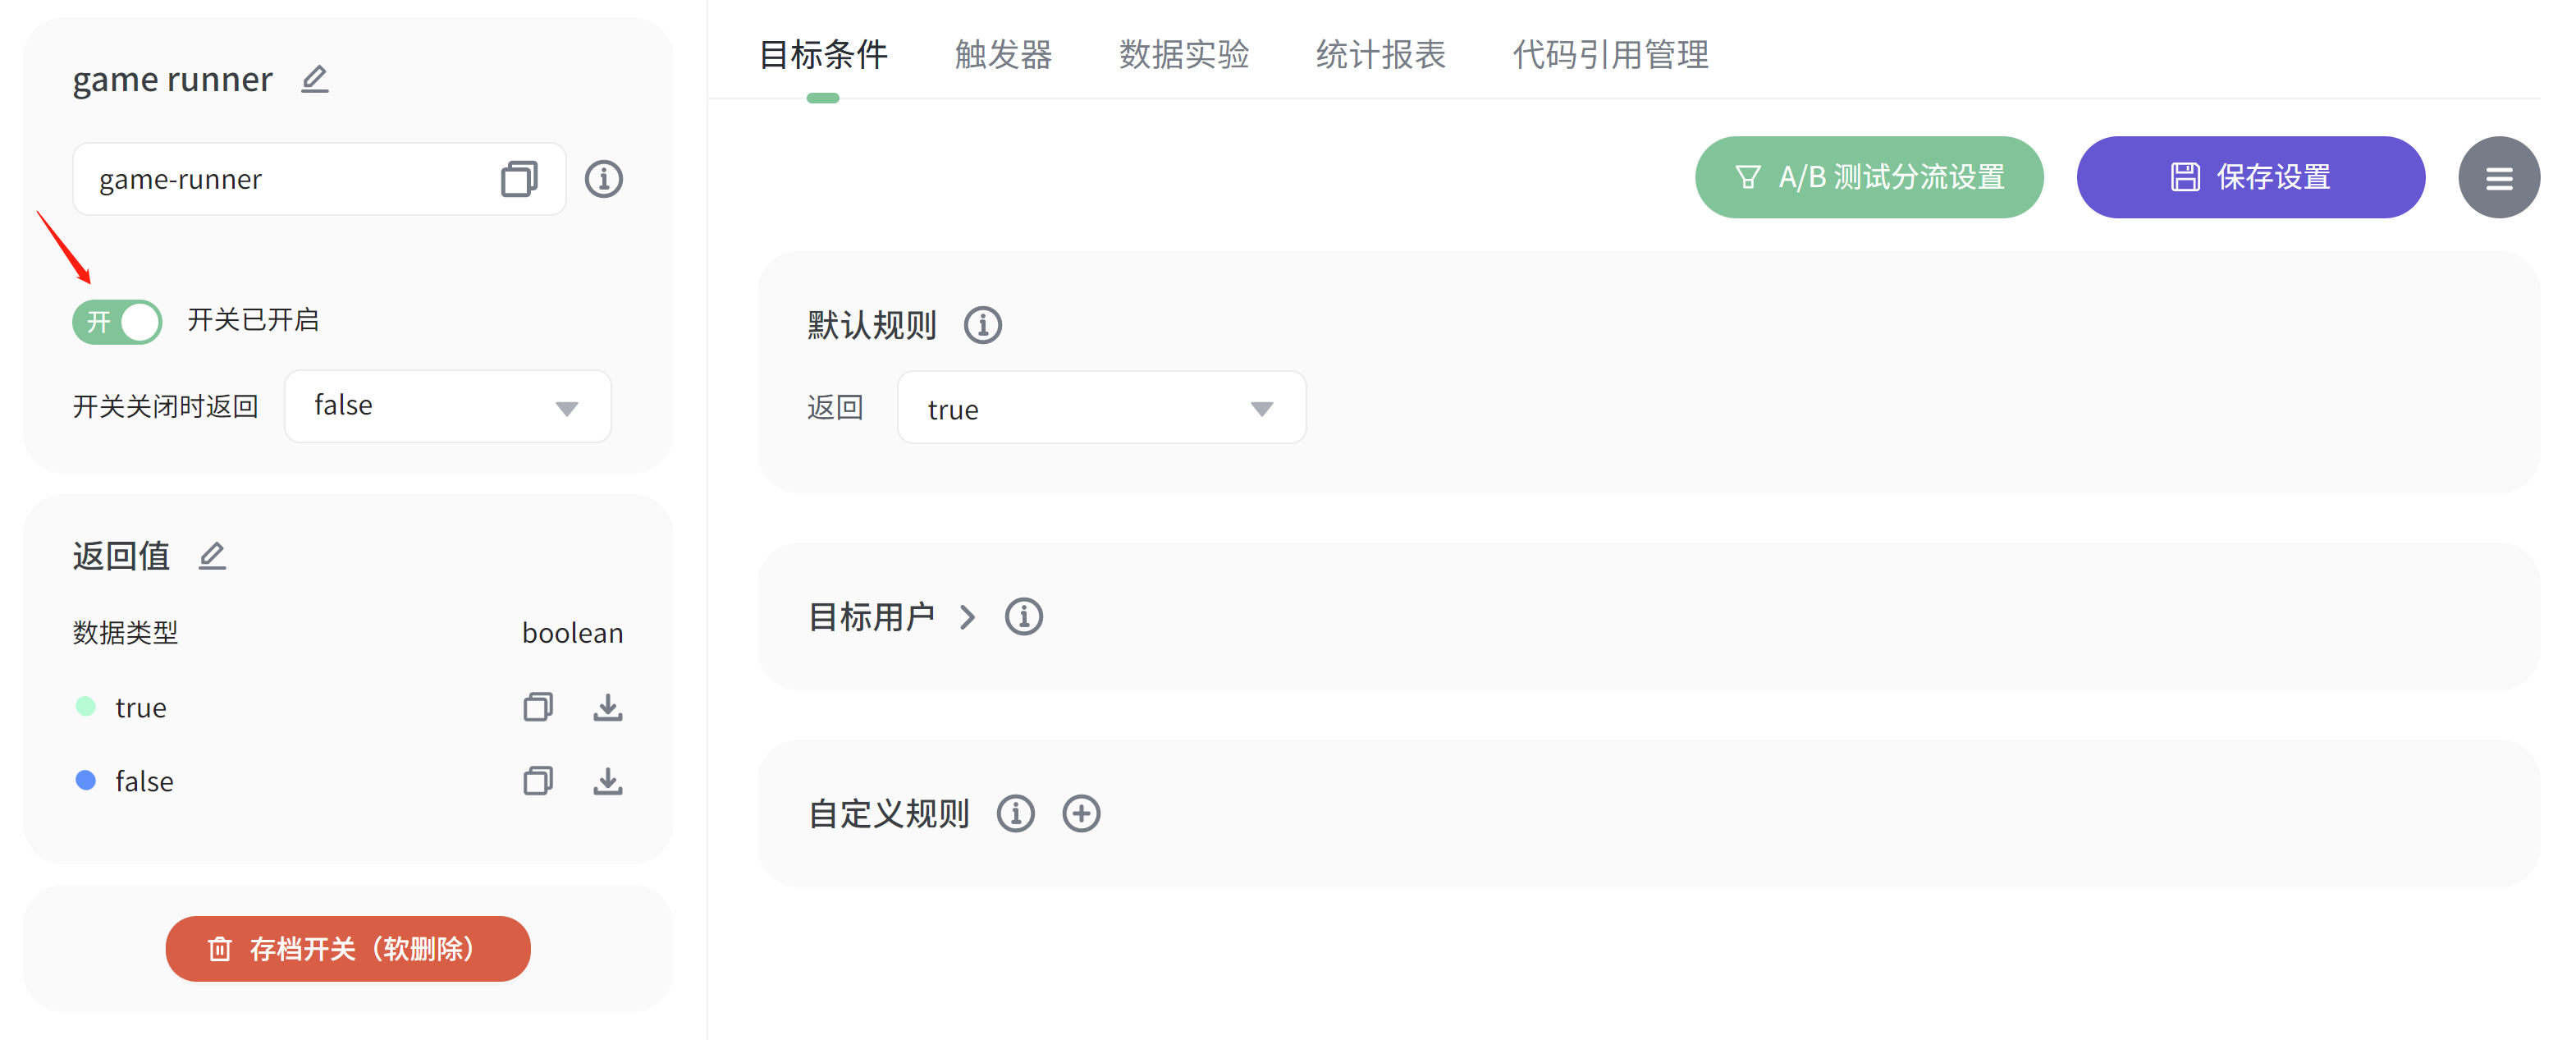 game runner
game-runner
开 开关已开启
开关关闭时返回 false
返回值
数据类型 boolean
true
false
存档开关（软删除）
目标条件 触发器 数据实验 统计报表 代码引用管理
A/B 测试分流设置 保存设置
默认规则
返回 true
目标用户
自定义规则